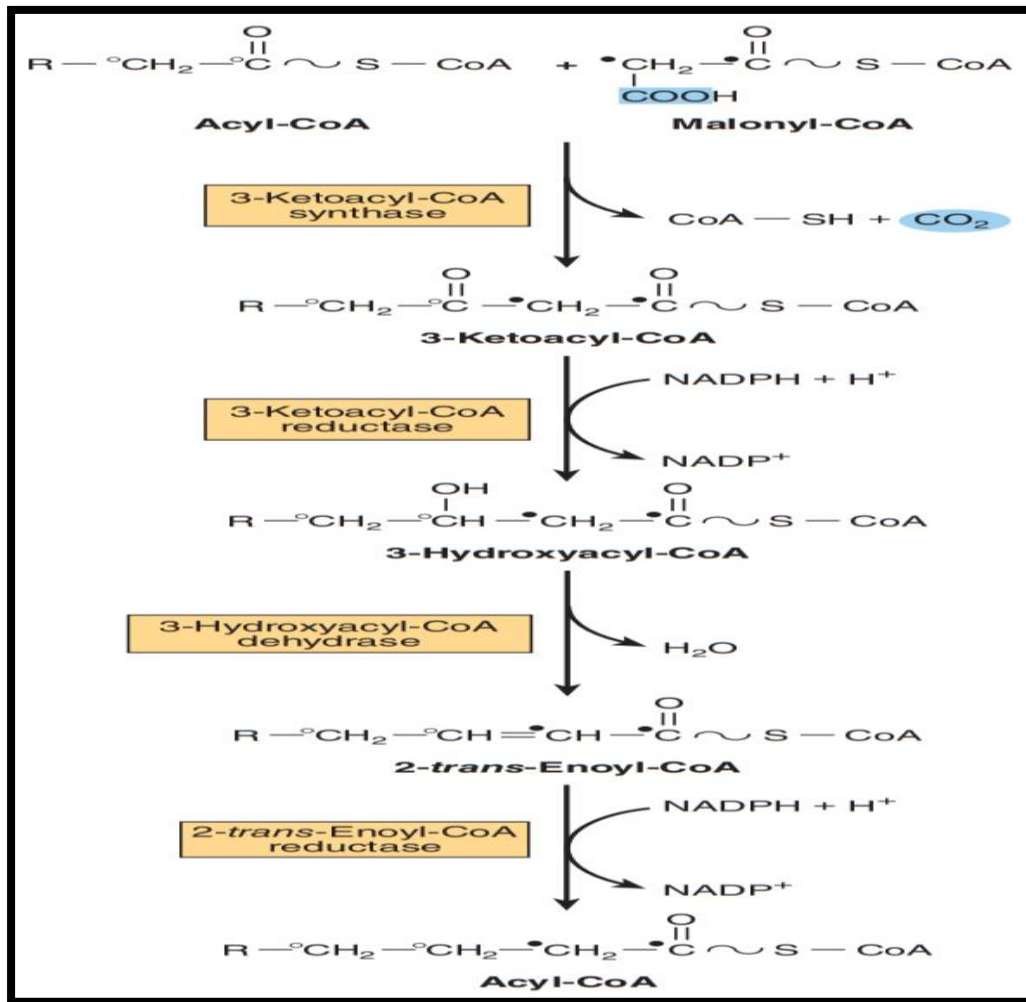 O O
R — °CH₂ — °C ~ S — CoA + •CH₂ — •C ~ S — CoA
COOH
Acyl-CoA Malonyl-CoA
3-Ketoacyl-CoA
synthase
CoA — SH + CO₂
O O
R — °CH₂ — °C — •CH₂ — •C ~ S — CoA
3-Ketoacyl-CoA
NADPH + H⁺
3-Ketoacyl-CoA
reductase
NADP⁺
OH O
R — °CH₂ — °CH — •CH₂ — •C ~ S — CoA
3-Hydroxyacyl-CoA
3-Hydroxyacyl-CoA
dehydrase
H₂O
O
R — °CH₂ — °CH = •CH — •C ~ S — CoA
2-trans-Enoyl-CoA
NADPH + H⁺
2-trans-Enoyl-CoA
reductase
NADP⁺
O
R — °CH₂ — °CH₂ — •CH₂ — •C ~ S — CoA
Acyl-CoA